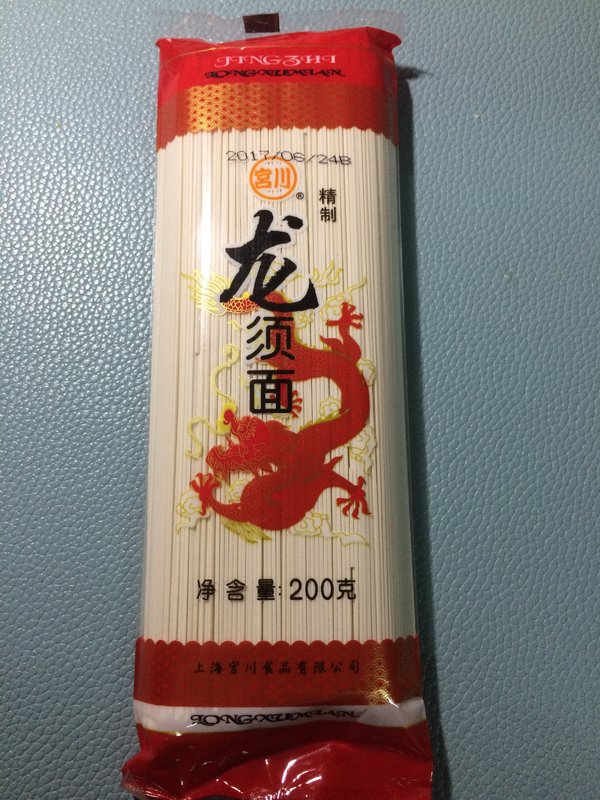 JINGZHI
LONGXUMIAN
2017/06/24B
宫川
®
精制
龙须面
净含量:200克
上海宫川食品有限公司
LONGXUMIAN